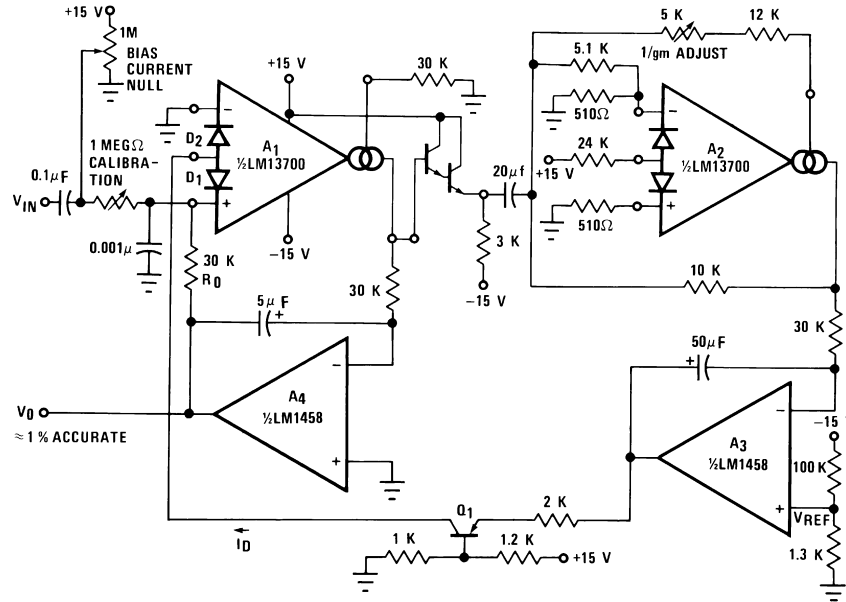 +15 V
1M
BIAS
CURRENT
NULL
+15 V
30 K
−
D2
A1
½LM13700
D1
+
−15 V
1 MEGΩ
CALIBRA-
TION
0.1μF
VIN
0.001μ
30 K
R0
5μF
+
30 K
3 K
−15 V
20μf
5 K
12 K
1/gm ADJUST
5.1 K
510Ω
−
24 K
+15 V
A2
½LM13700
510Ω
+
10 K
30 K
50μF
+
−
A4
½LM1458
+
V0
≈1% ACCURATE
−
A3
½LM1458
+
−15 V
100K
VREF
1.3 K
Q1
2 K
ID
1 K
1.2 K
+15 V